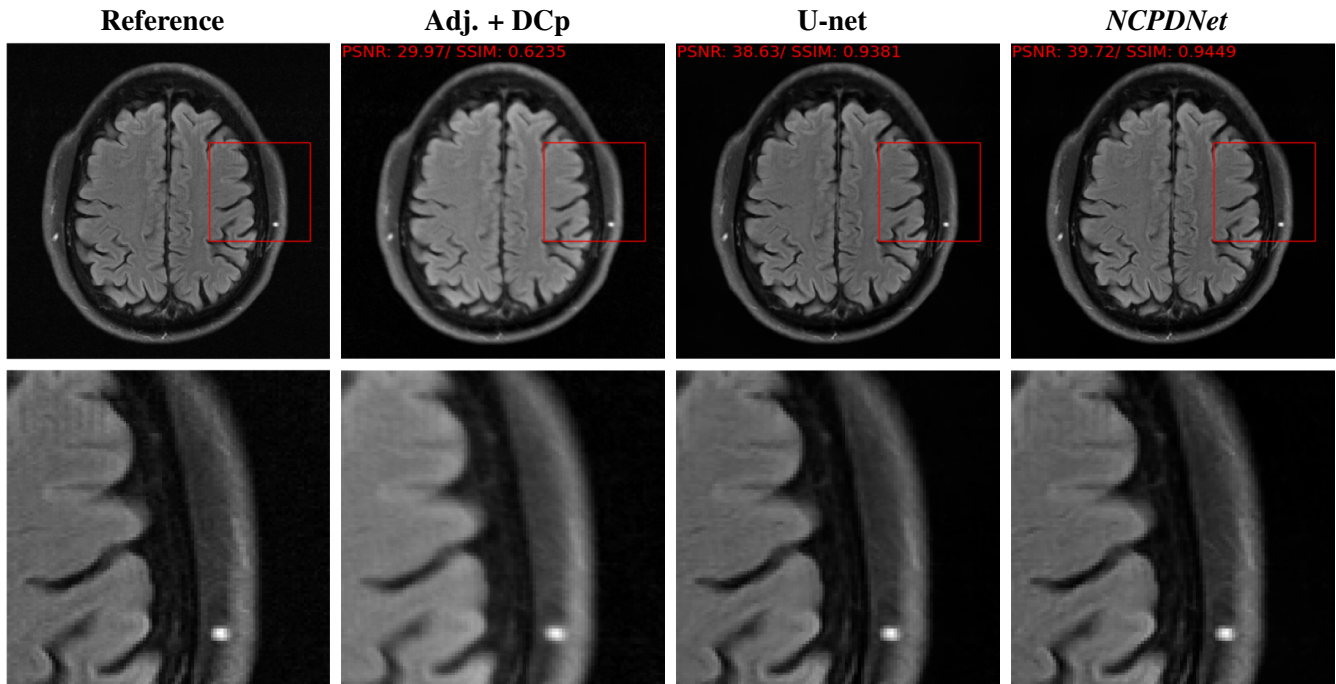 Reference
Adj. + DCp
U-net
NCPDNet
PSNR: 29.97/ SSIM: 0.6235
PSNR: 38.63/ SSIM: 0.9381
PSNR: 39.72/ SSIM: 0.9449